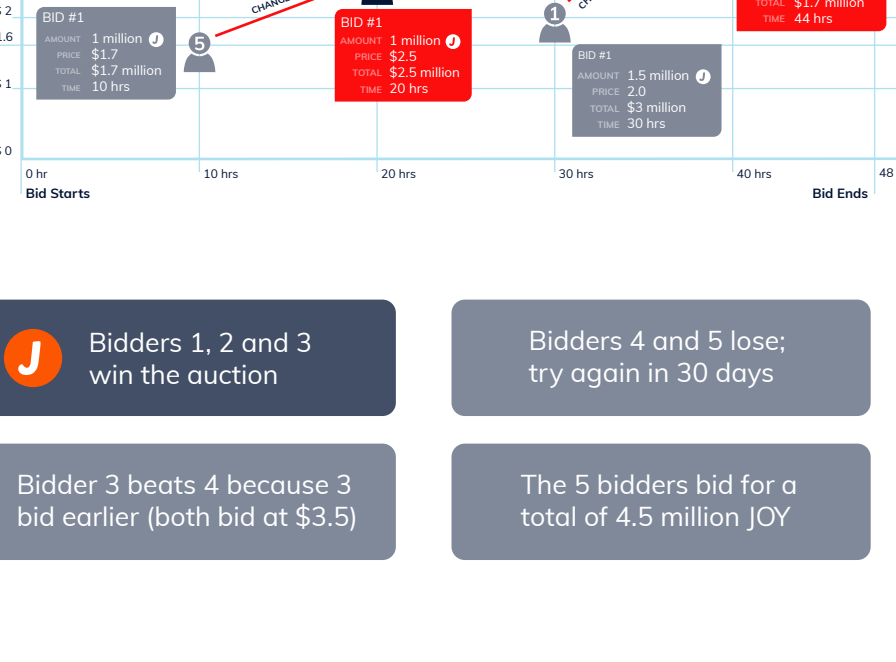 $ 2
1.6
$ 1
$ 0
BID #1
AMOUNT 1 million J
PRICE $1.7
TOTAL $1.7 million
TIME 10 hrs
5
BID #1
AMOUNT 1 million J
PRICE $2.5
TOTAL $2.5 million
TIME 20 hrs
1
BID #1
AMOUNT 1.5 million J
PRICE 2.0
TOTAL $3 million
TIME 30 hrs
TOTAL $1.7 million
TIME 44 hrs
0 hr
10 hrs
20 hrs
30 hrs
40 hrs
48
Bid Starts
Bid Ends
J
Bidders 1, 2 and 3
win the auction
Bidders 4 and 5 lose;
try again in 30 days
Bidder 3 beats 4 because 3
bid earlier (both bid at $3.5)
The 5 bidders bid for a
total of 4.5 million JOY